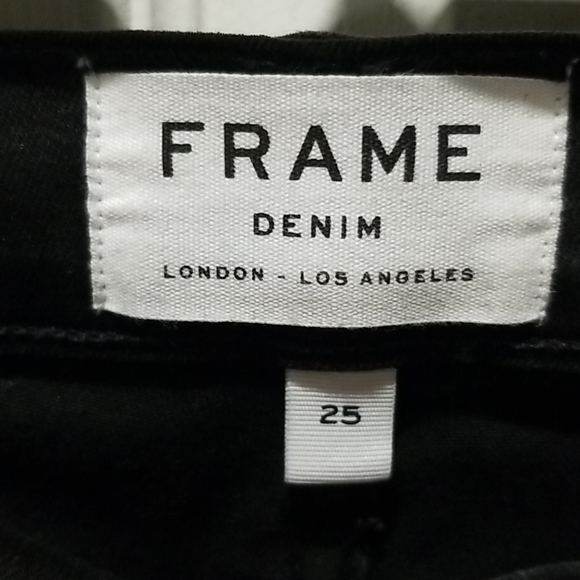 FRAME
DENIM
LONDON - LOS ANGELES
25